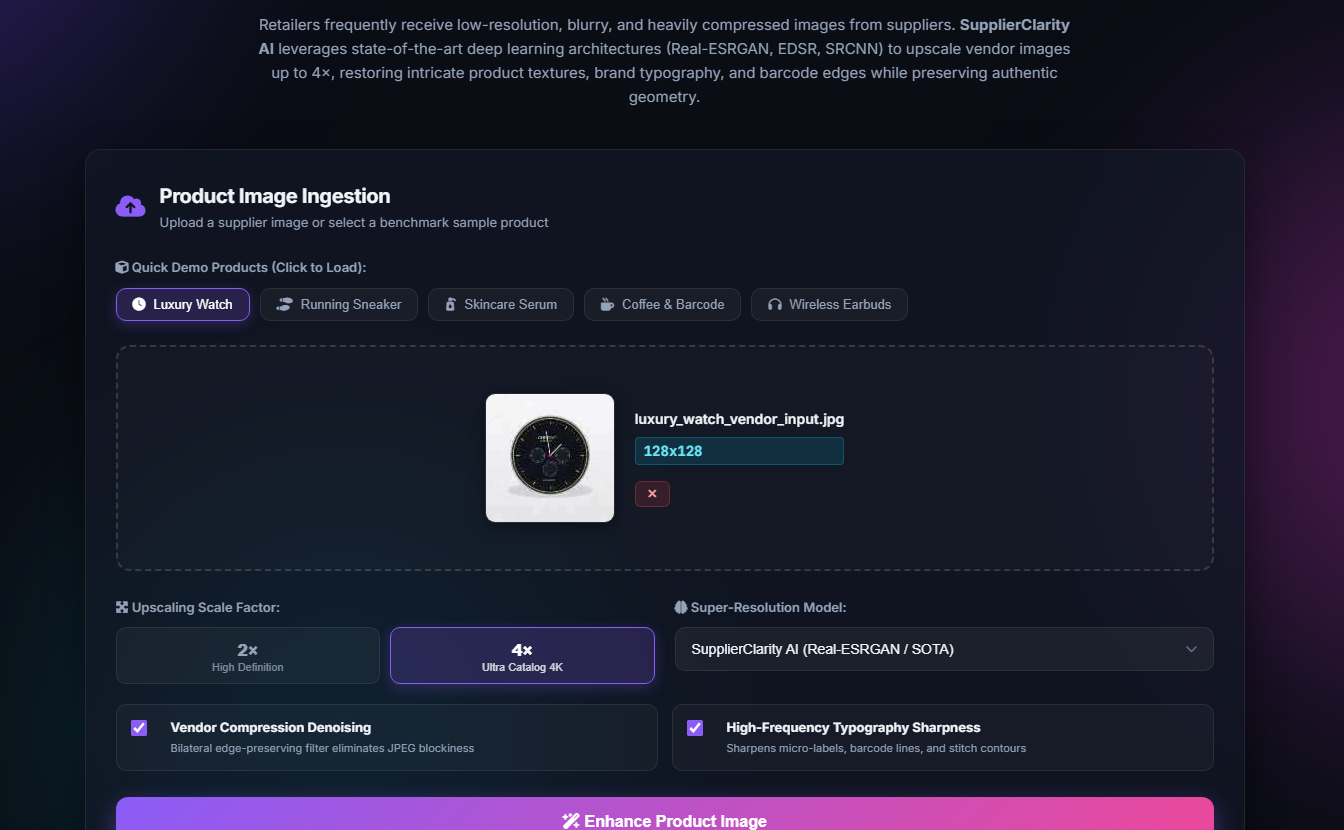 Retailers frequently receive low-resolution, blurry, and heavily compressed images from suppliers. SupplierClarity
AI leverages state-of-the-art deep learning architectures (Real-ESRGAN, EDSR, SRCNN) to upscale vendor images
up to 4×, restoring intricate product textures, brand typography, and barcode edges while preserving authentic
geometry.
Product Image Ingestion
Upload a supplier image or select a benchmark sample product
Quick Demo Products (Click to Load):
Luxury Watch
Running Sneaker
Skincare Serum
Coffee & Barcode
Wireless Earbuds
luxury_watch_vendor_input.jpg
128x128
Upscaling Scale Factor:
2×
High Definition
4×
Ultra Catalog 4K
Super-Resolution Model:
SupplierClarity AI (Real-ESRGAN / SOTA)
Vendor Compression Denoising
Bilateral edge-preserving filter eliminates JPEG blockiness
High-Frequency Typography Sharpness
Sharpens micro-labels, barcode lines, and stitch contours
Enhance Product Image